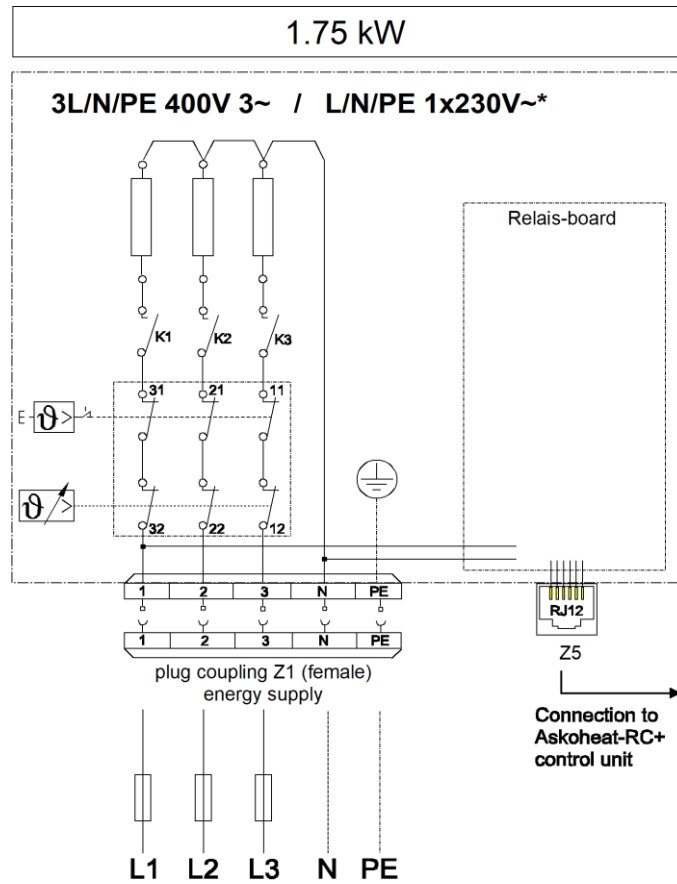 1.75 kW
3L/N/PE 400V 3~ / L/N/PE 1x230V~*
Relais-board
K1 K2 K3
31 21 11
E ϑ >
ϑ >
32 22 12
1 2 3 N PE
RJ12
1 2 3 N PE
Z5
plug coupling Z1 (female)
energy supply
Connection to
Askoheat-RC+
control unit
L1 L2 L3 N PE